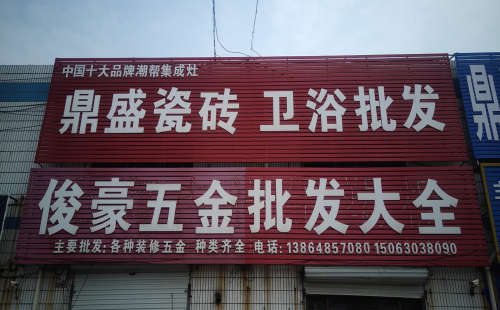 中国十大品牌潮帮集成灶
鼎盛瓷砖 卫浴批发
俊豪五金批发大全
主要批发:各种装修五金 种类齐全 电话:13864857080 15063038090